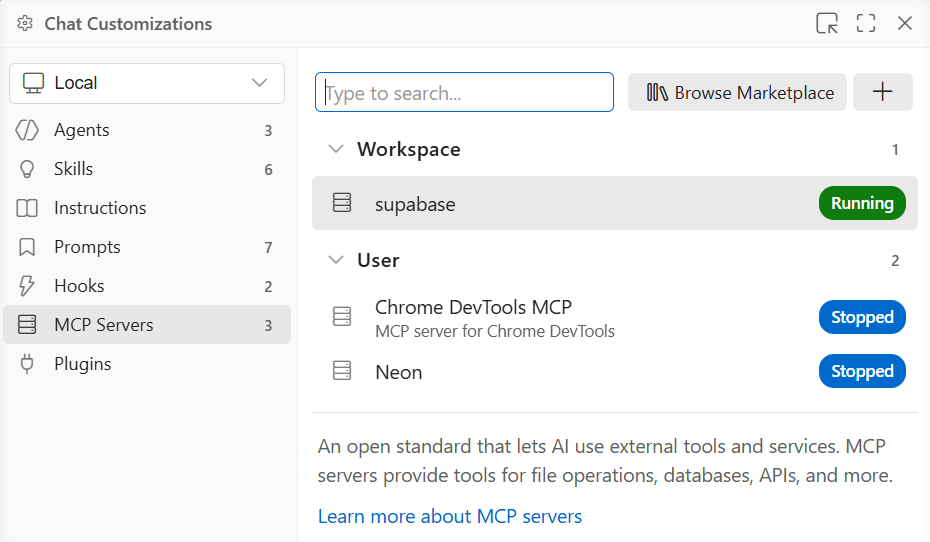 Chat Customizations
Local
Agents 3
Skills 6
Instructions
Prompts 7
Hooks 2
MCP Servers 3
Plugins
Type to search...
Browse Marketplace
Workspace 1
supabase Running
User 2
Chrome DevTools MCP
MCP server for Chrome DevTools
Stopped
Neon Stopped
An open standard that lets AI use external tools and services. MCP
servers provide tools for file operations, databases, APIs, and more.
Learn more about MCP servers